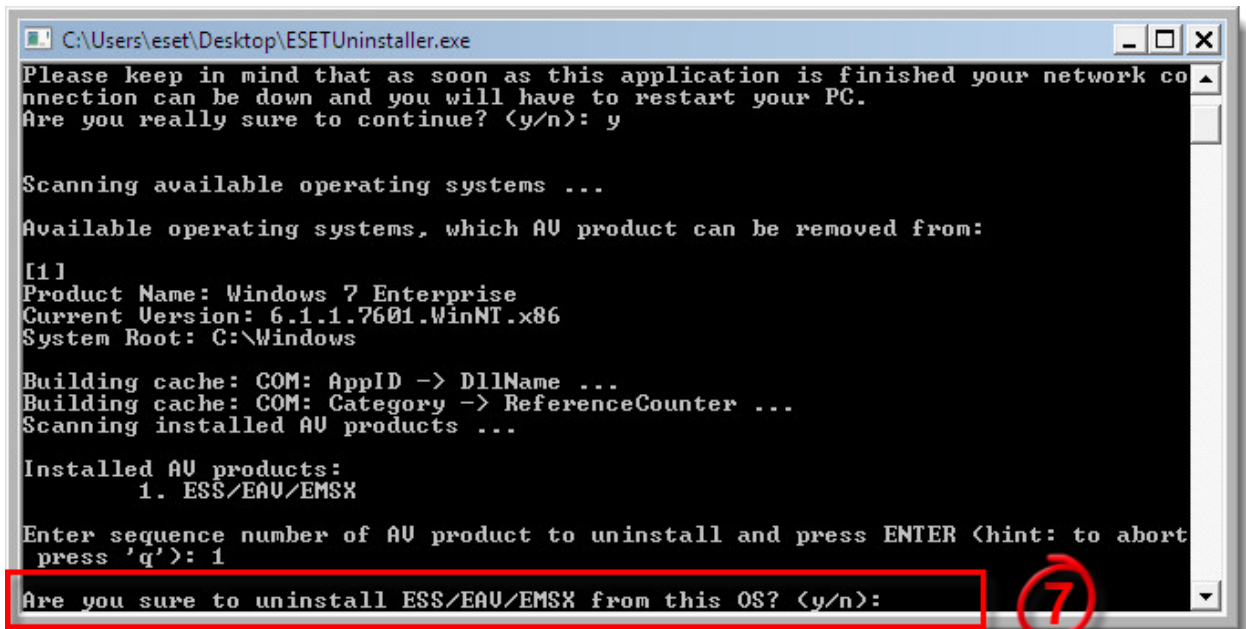 C:\Users\eset\Desktop\ESETUninstaller.exe
Please keep in mind that as soon as this application is finished your network co
nnection can be down and you will have to restart your PC.
Are you really sure to continue? (y/n): y
Scanning available operating systems ...
Available operating systems, which AV product can be removed from:
[1]
Product Name: Windows 7 Enterprise
Current Version: 6.1.1.7601.WinNT.x86
System Root: C:\Windows
Building cache: COM: AppID -> DllName ...
Building cache: COM: Category -> ReferenceCounter ...
Scanning installed AV products ...
Installed AV products:
1. ESS/EAV/EMSX
Enter sequence number of AV product to uninstall and press ENTER (hint: to abort
press 'q'): 1
Are you sure to uninstall ESS/EAV/EMSX from this OS? (y/n):
7